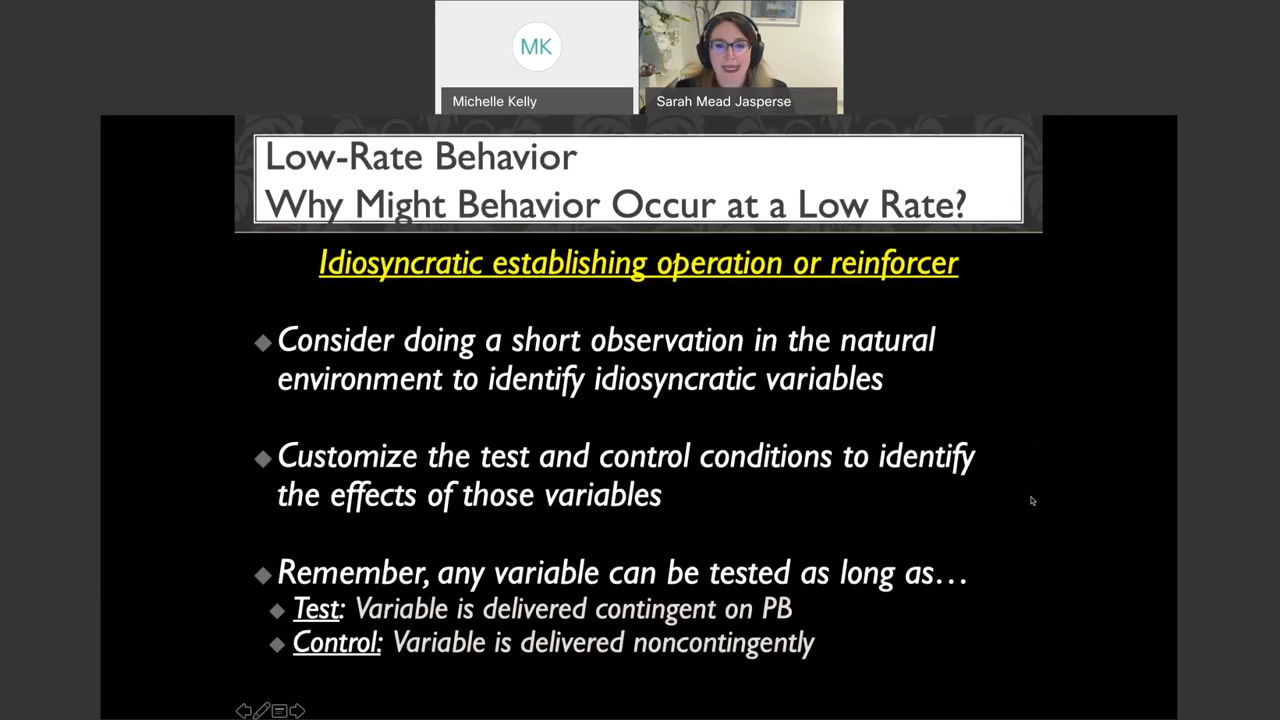 MK
Michelle Kelly
Sarah Mead Jasperse
Low-Rate Behavior
Why Might Behavior Occur at a Low Rate?
Idiosyncratic establishing operation or reinforcer
Consider doing a short observation in the natural
environment to identify idiosyncratic variables
Customize the test and control conditions to identify
the effects of those variables
Remember, any variable can be tested as long as…
Test: Variable is delivered contingent on PB
Control: Variable is delivered noncontingently